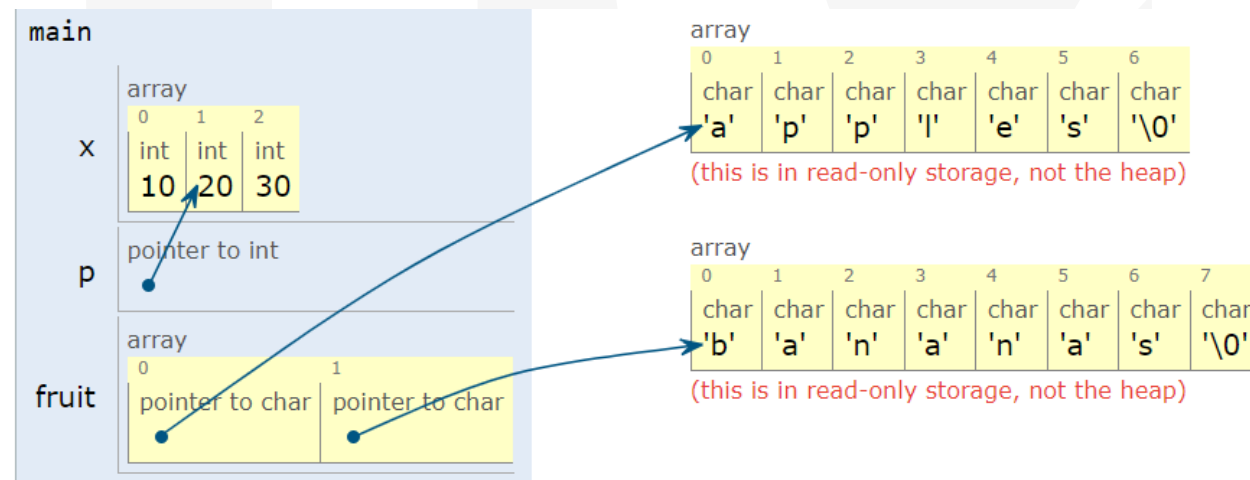 main
x
array
0 1 2
int int int
10 20 30
p
pointer to int
fruit
array
0 1
pointer to char pointer to char
array
0 1 2 3 4 5 6
char char char char char char char
'a' 'p' 'p' 'l' 'e' 's' '\0'
(this is in read-only storage, not the heap)
array
0 1 2 3 4 5 6 7
char char char char char char char char
'b' 'a' 'n' 'a' 'n' 'a' 's' '\0'
(this is in read-only storage, not the heap)